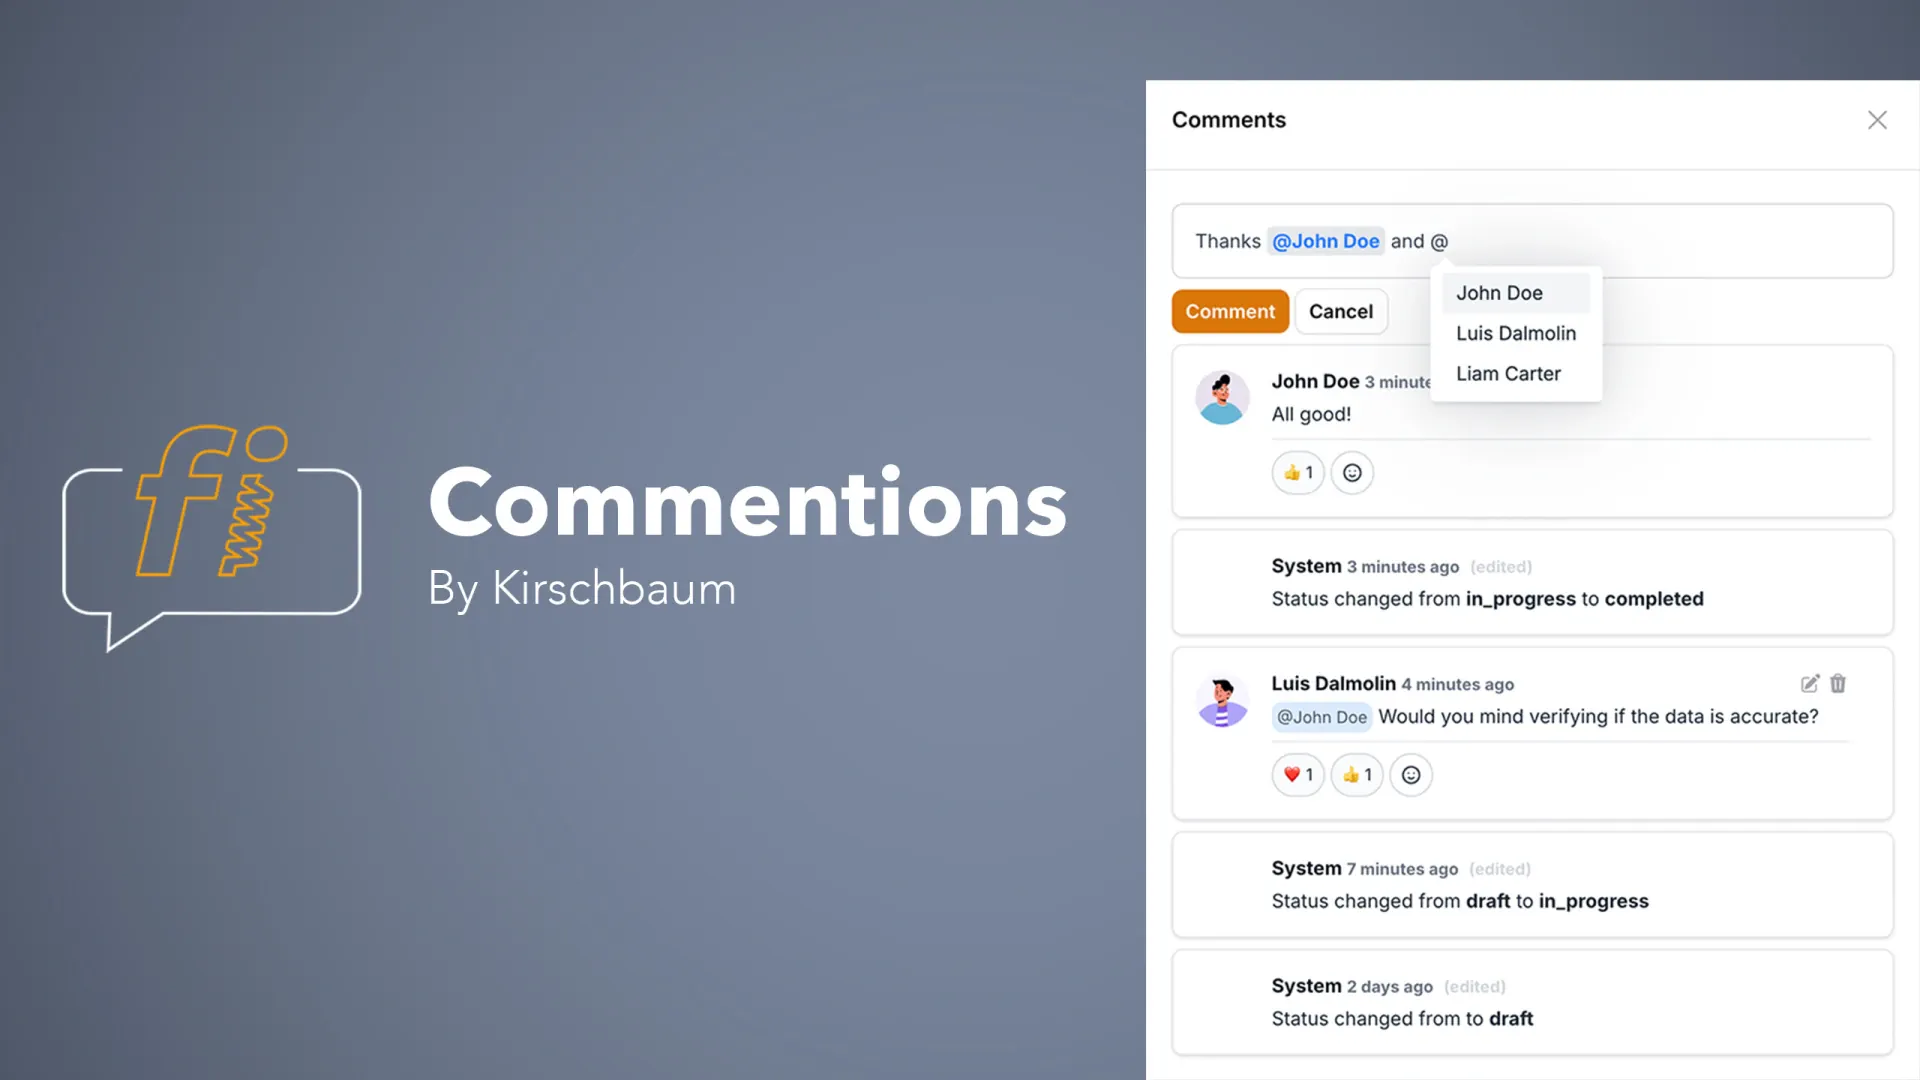 fi
Commentions
By Kirschbaum
Comments
Thanks @John Doe and @
John Doe
Luis Dalmolin
Liam Carter
Comment Cancel
John Doe 3 minute
All good!
👍 1
System 3 minutes ago (edited)
Status changed from in_progress to completed
Luis Dalmolin 4 minutes ago
@John Doe Would you mind verifying if the data is accurate?
❤️ 1 👍 1
System 7 minutes ago (edited)
Status changed from draft to in_progress
System 2 days ago (edited)
Status changed from to draft